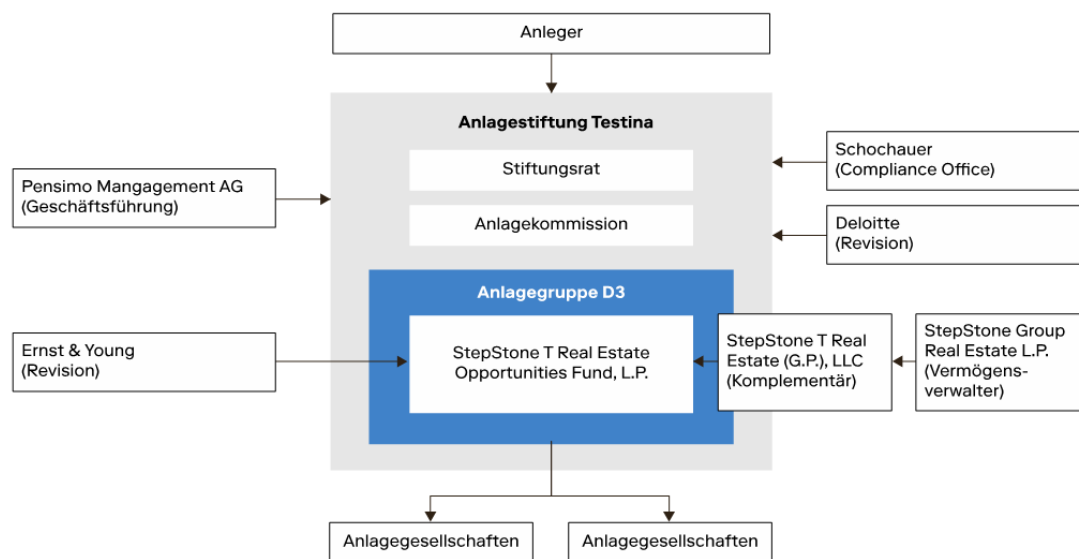 Anleger
Anlagestiftung Testina
Stiftungsrat
Anlagekommission
Pensimo Mangagement AG
(Geschäftsführung)
Schochauer
(Compliance Office)
Deloitte
(Revision)
Anlagegruppe D3
StepStone T Real Estate
Opportunities Fund, L.P.
Ernst & Young
(Revision)
StepStone T Real
Estate (G.P.), LLC
(Komplementär)
StepStone Group
Real Estate L.P.
(Vermögens-
verwalter)
Anlagegesellschaften
Anlagegesellschaften